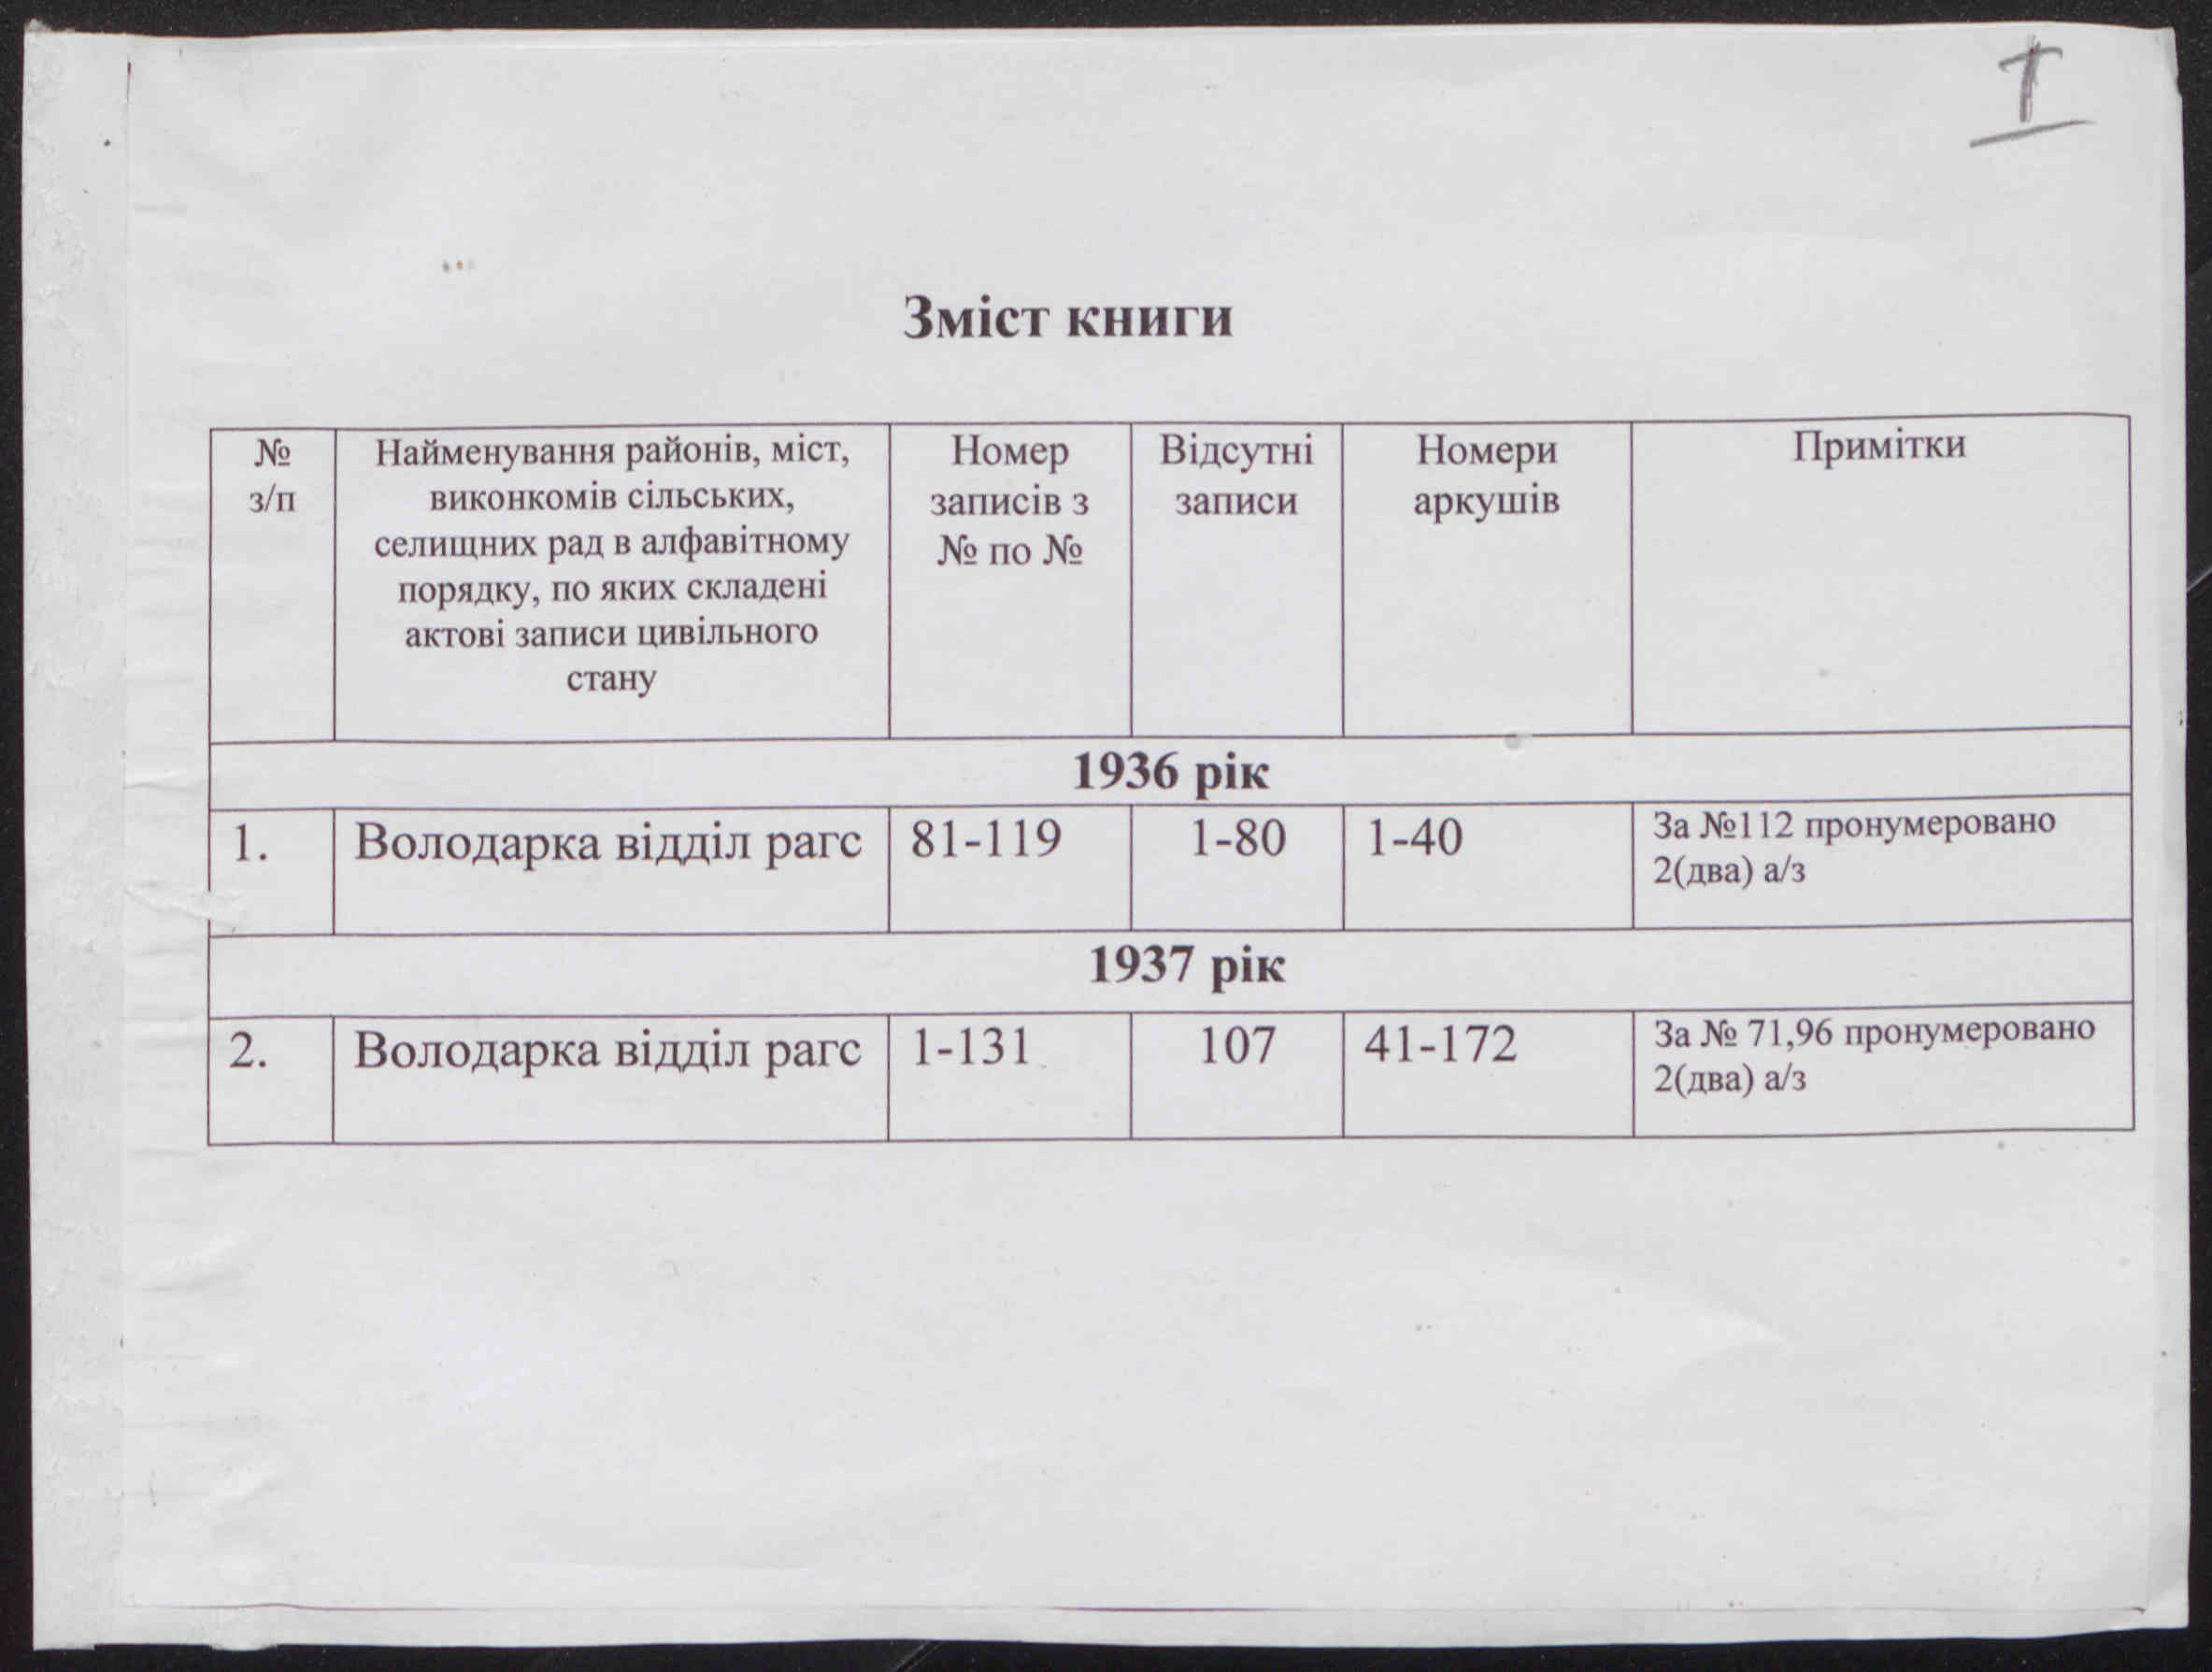 I
Зміст книги
№ з/п
Найменування районів, міст,
виконкомів сільських,
селищних рад в алфавітному
порядку, по яких складені
актові записи цивільного
стану
Номер
записів з
№ по №
Відсутні
записи
Номери
аркушів
Примітки
1936 рік
1. Володарка відділ рагс 81-119 1-80 1-40 За №112 пронумеровано
2(два) а/з
1937 рік
2. Володарка відділ рагс 1-131 107 41-172 За № 71,96 пронумеровано
2(два) а/з